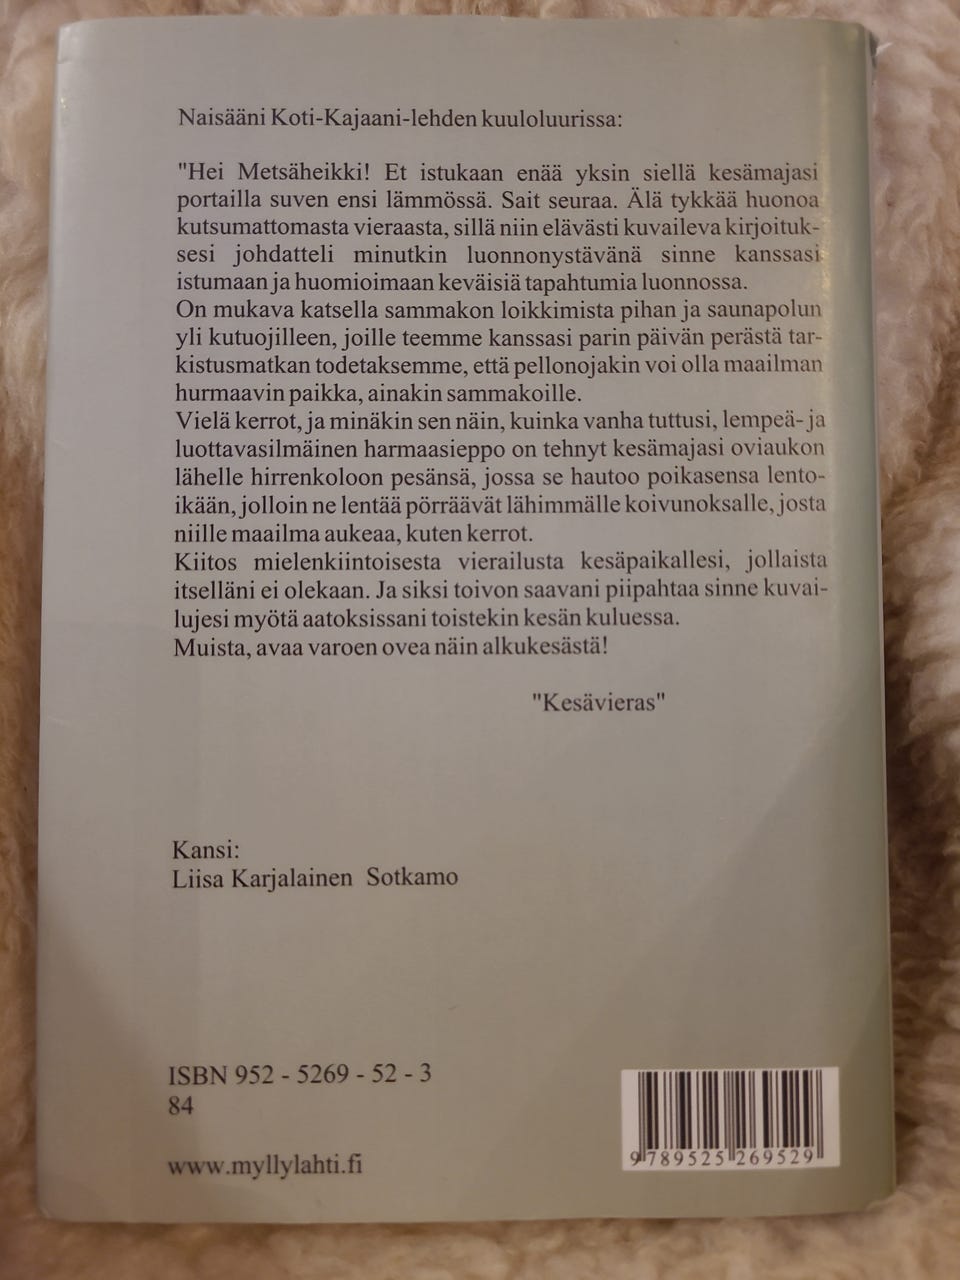 Naisääni Koti-Kajaani-lehden kuuloluurissa:
"Hei Metsäheikki! Et istukaan enää yksin siellä kesämajasi
portailla suven ensi lämmössä. Sait seuraa. Älä tykkää huonoa
kutsumattomasta vieraasta, sillä niin elävästi kuvaileva kirjoituk-
sesi johdatteli minutkin luonnonystävänä sinne kanssasi
istumaan ja huomioimaan keväisiä tapahtumia luonnossa.
On mukava katsella sammakon loikkimista pihan ja saunapolun
yli kutuojilleen, joille teemme kanssasi parin päivän perästä tar-
kistusmatkan todetaksemme, että pellonojakin voi olla maailman
hurmaavin paikka, ainakin sammakoille.
Vielä kerrot, ja minäkin sen näin, kuinka vanha tuttusi, lempeä- ja
luottavasilmäinen harmaasieppo on tehnyt kesämajasi oviaukon
lähelle hirrenkoloon pesänsä, jossa se hautoo poikasensa lento-
ikään, jolloin ne lentää pörräävät lähimmälle koivunoksalle, josta
niille maailma aukeaa, kuten kerrot.
Kiitos mielenkiintoisesta vierailusta kesäpaikallesi, jollaista
itselläni ei olekaan. Ja siksi toivon saavani piipahtaa sinne kuvai-
lujesi myötä aatoksissani toistekin kesän kuluessa.
Muista, avaa varoen ovea näin alkukesästä!
"Kesävieras"
Kansi:
Liisa Karjalainen Sotkamo
ISBN 952 - 5269 - 52 - 3
84
www.myllylahti.fi
9 789525 269529